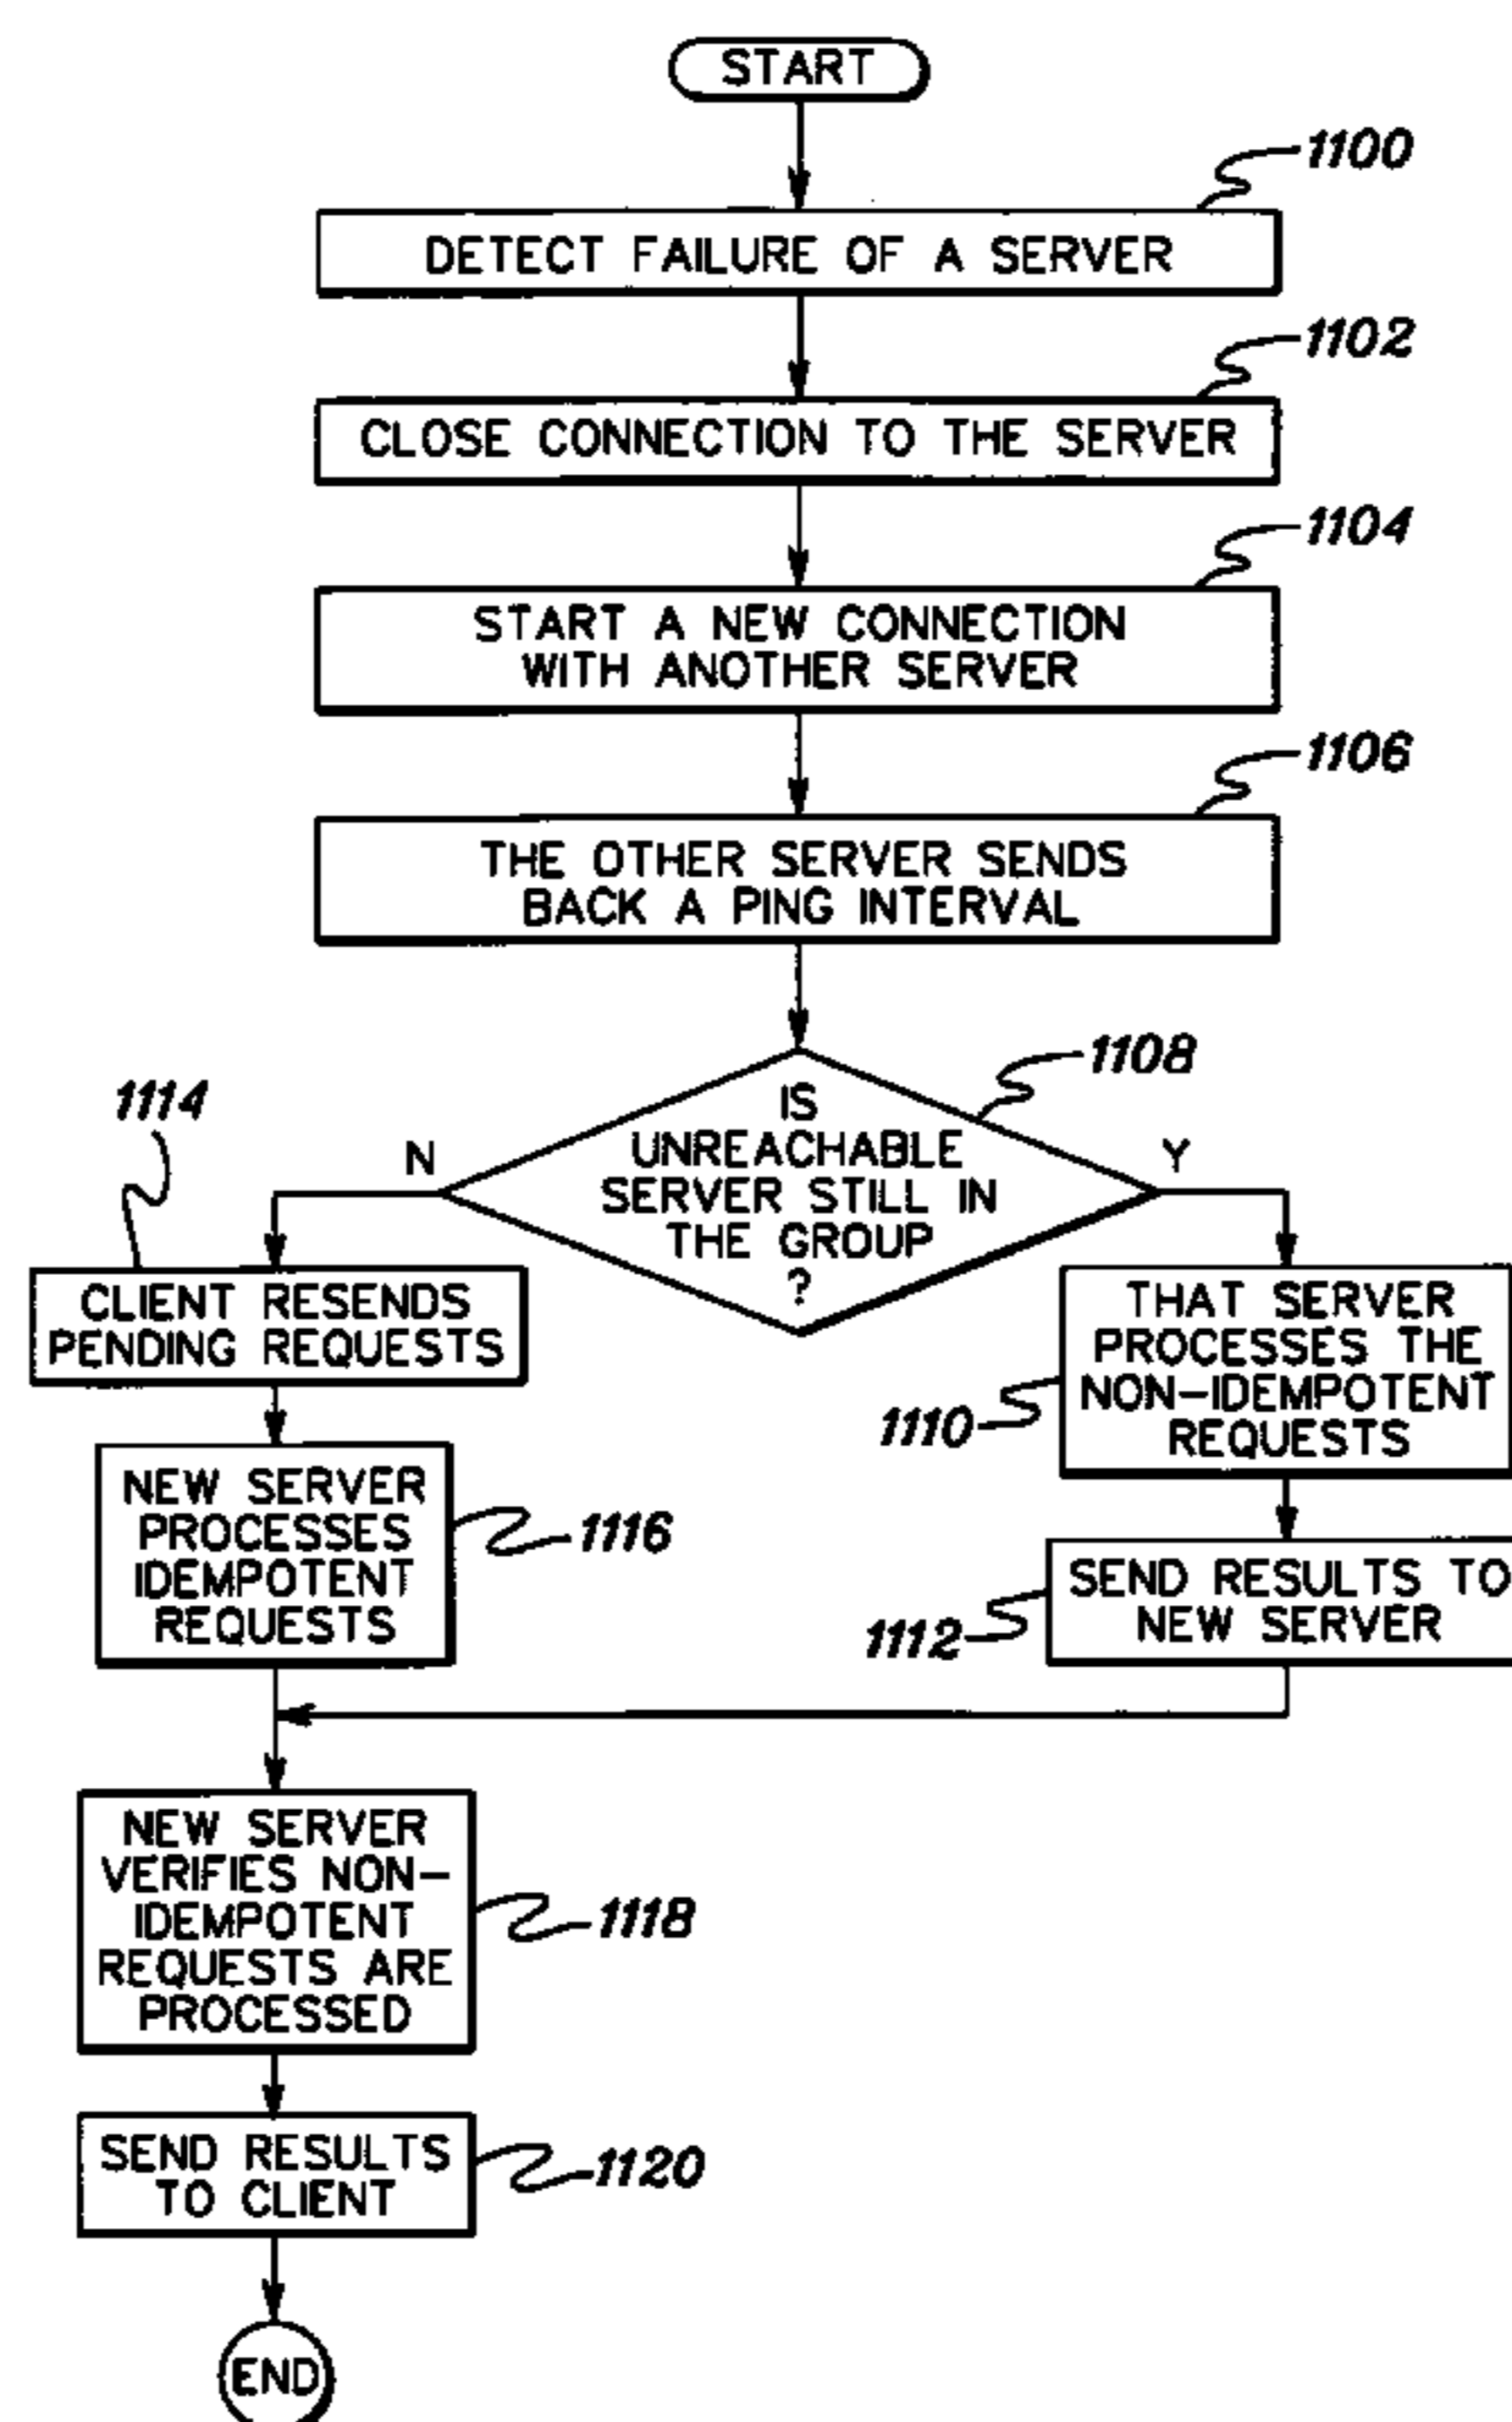 START
1100
DETECT FAILURE OF A SERVER
1102
CLOSE CONNECTION TO THE SERVER
1104
START A NEW CONNECTION
WITH ANOTHER SERVER
1106
THE OTHER SERVER SENDS
BACK A PING INTERVAL
1108
IS
UNREACHABLE
SERVER STILL IN
THE GROUP
?
N
Y
1114
CLIENT RESENDS
PENDING REQUESTS
THAT SERVER
PROCESSES THE
NON-IDEMPOTENT
REQUESTS
1110
NEW SERVER
PROCESSES
IDEMPOTENT
REQUESTS
1116
SEND RESULTS TO
NEW SERVER
1112
NEW SERVER
VERIFIES NON-
IDEMPOTENT
REQUESTS ARE
PROCESSED
1118
SEND RESULTS
TO CLIENT
1120
END